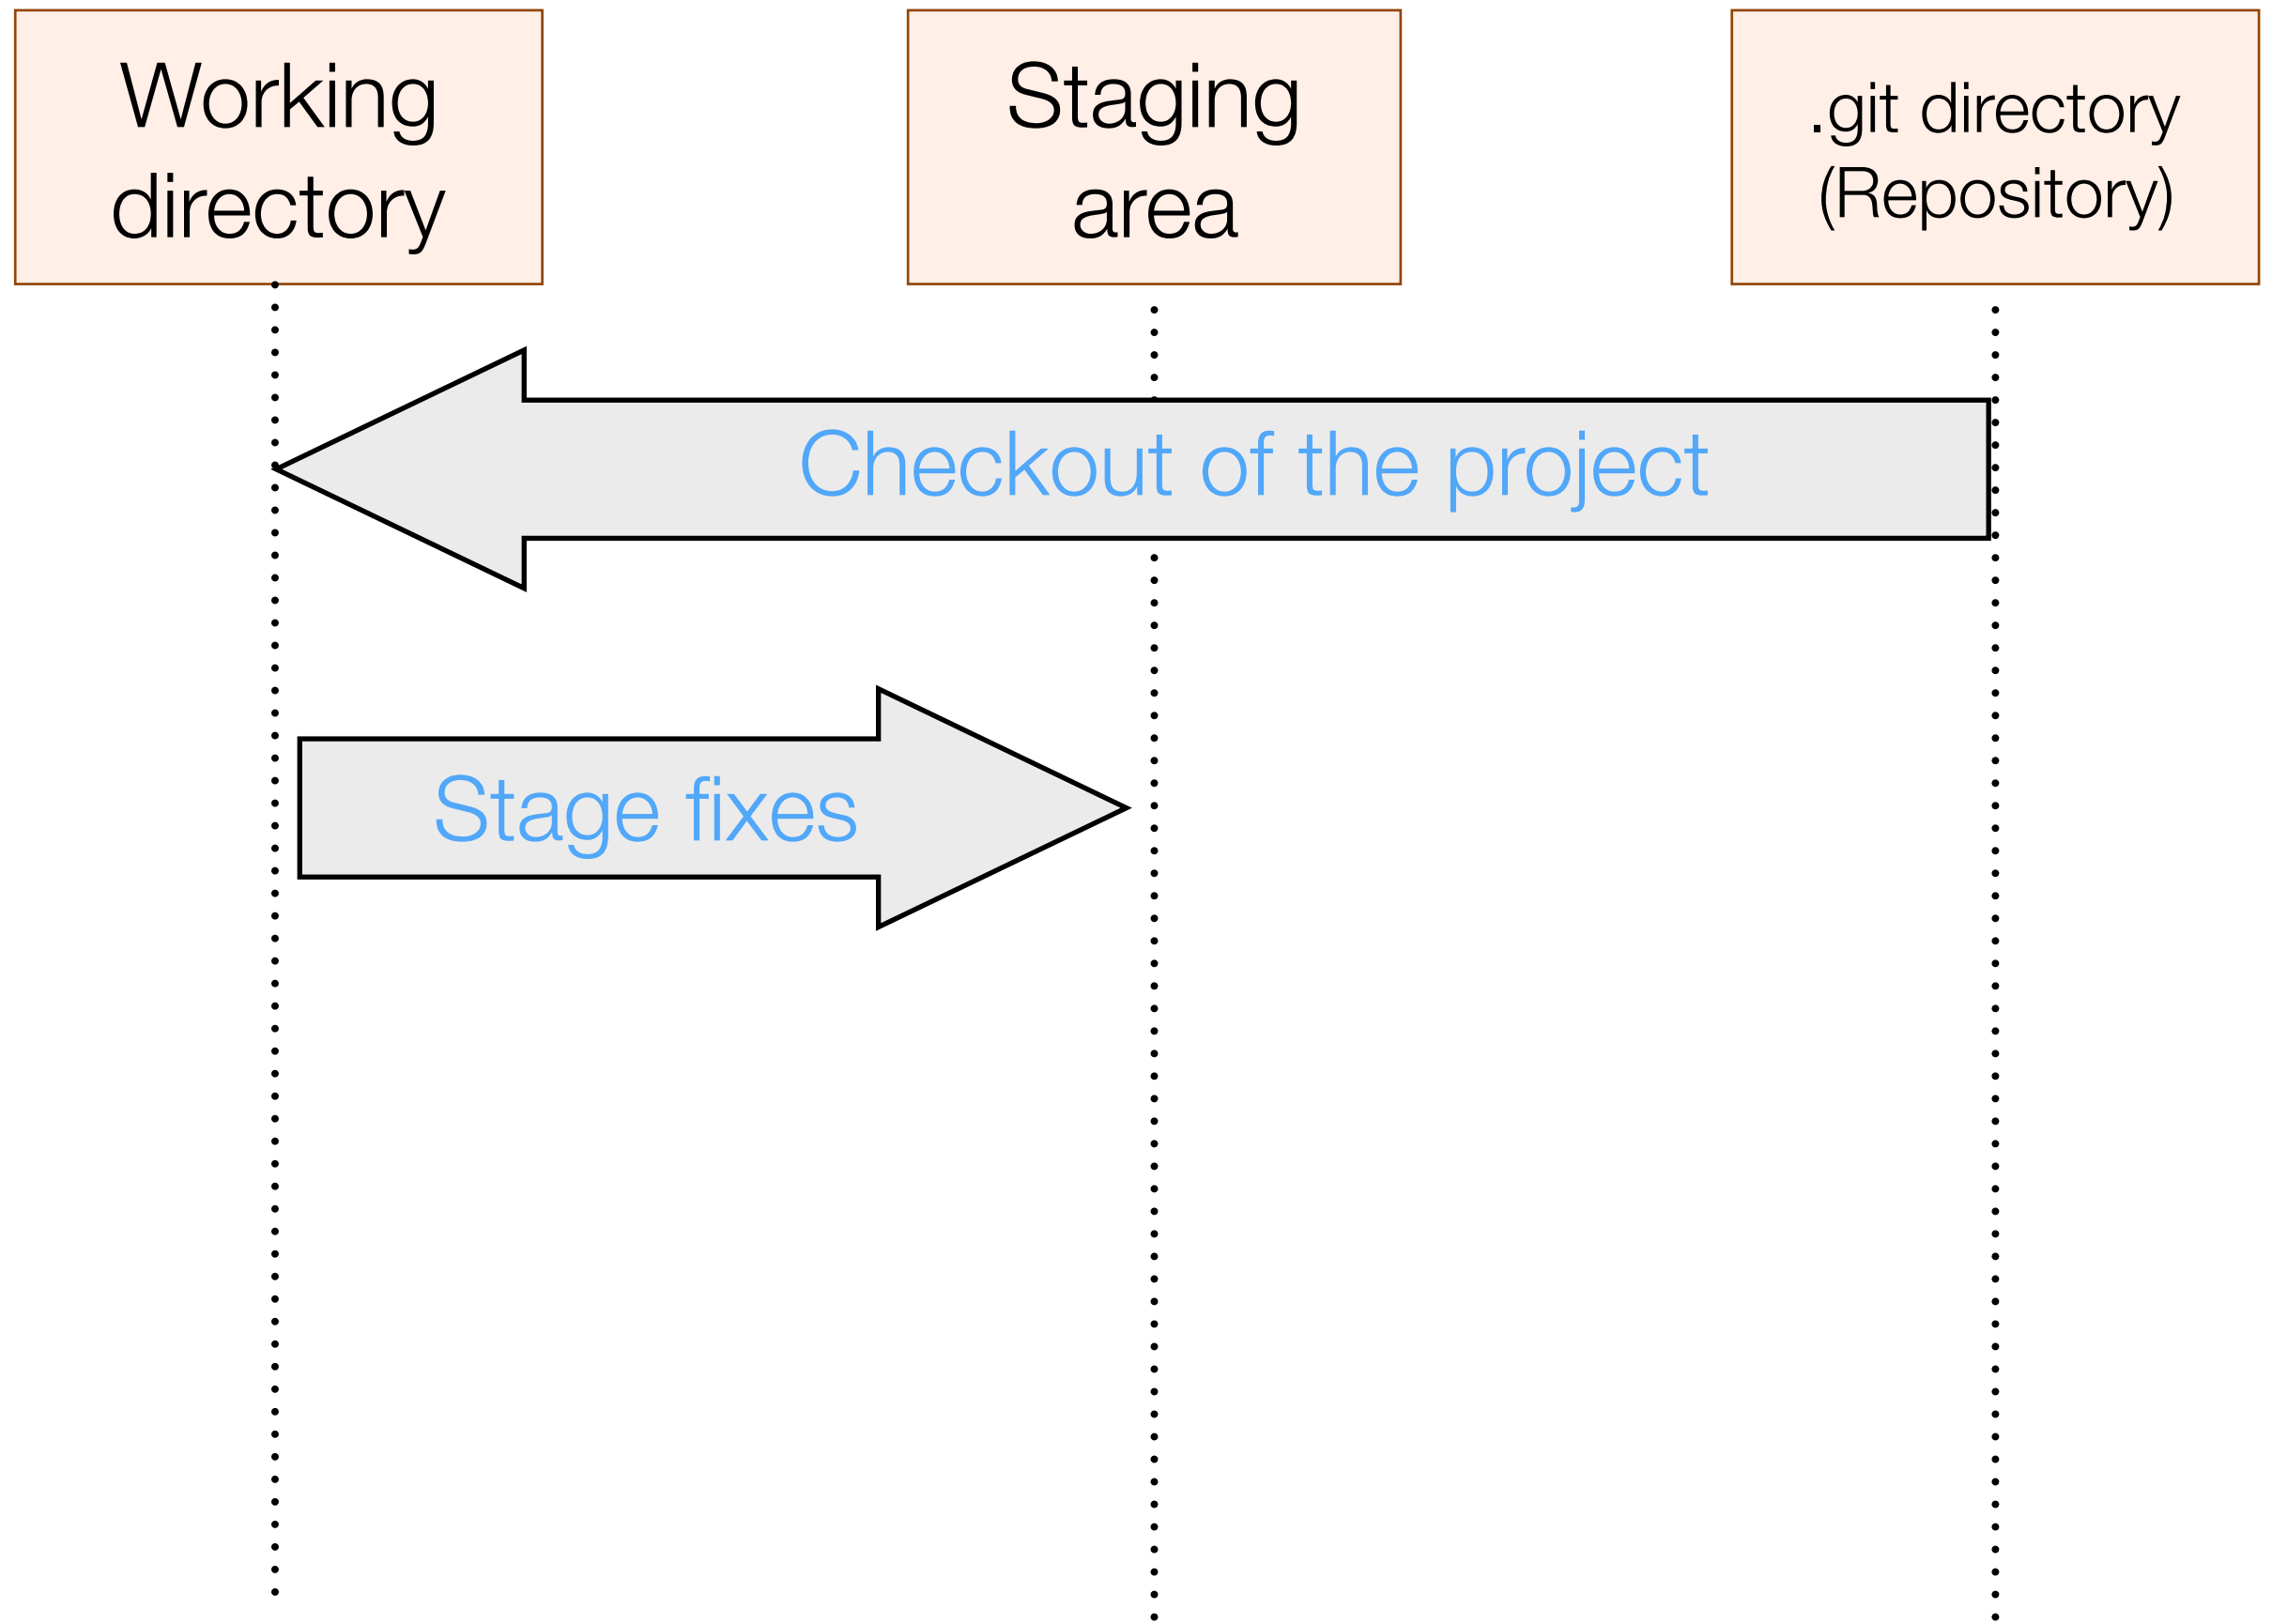 Working
directory
Staging
area
.git directory
(Repository)
Checkout of the project
Stage fixes